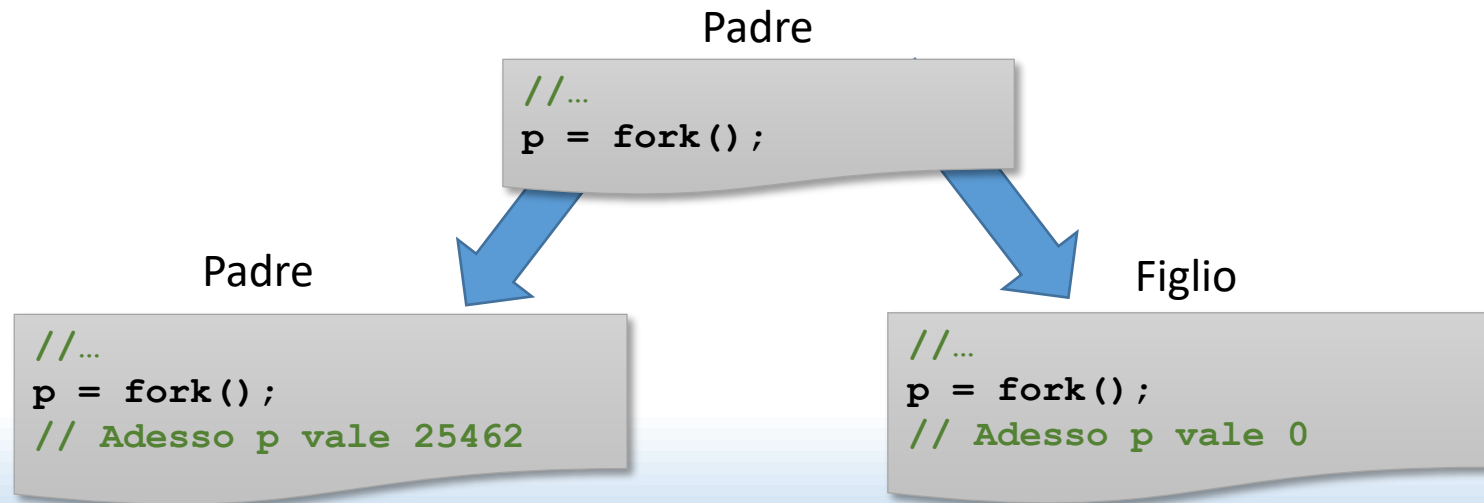 Padre
//…
p = fork();
Padre
//…
p = fork();
// Adesso p vale 25462
Figlio
//…
p = fork();
// Adesso p vale 0